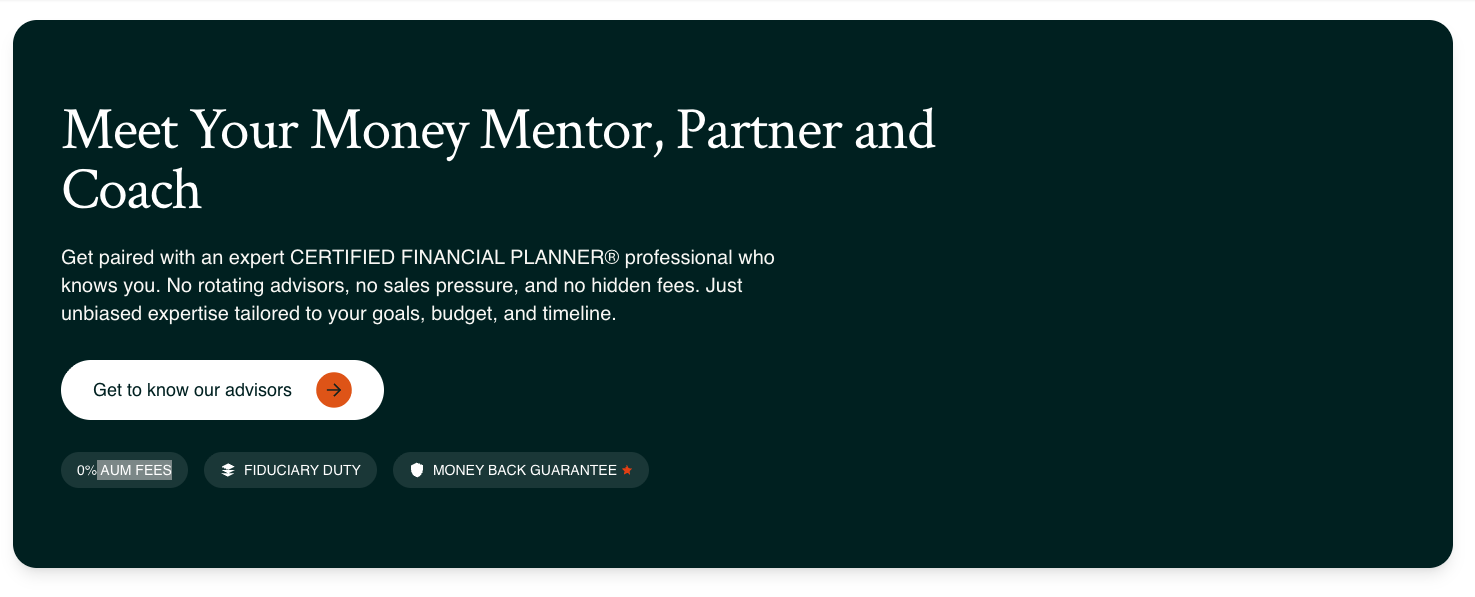 Meet Your Money Mentor, Partner and
Coach
Get paired with an expert CERTIFIED FINANCIAL PLANNER® professional who
knows you. No rotating advisors, no sales pressure, and no hidden fees. Just
unbiased expertise tailored to your goals, budget, and timeline.
Get to know our advisors
0% AUM FEES
FIDUCIARY DUTY
MONEY BACK GUARANTEE